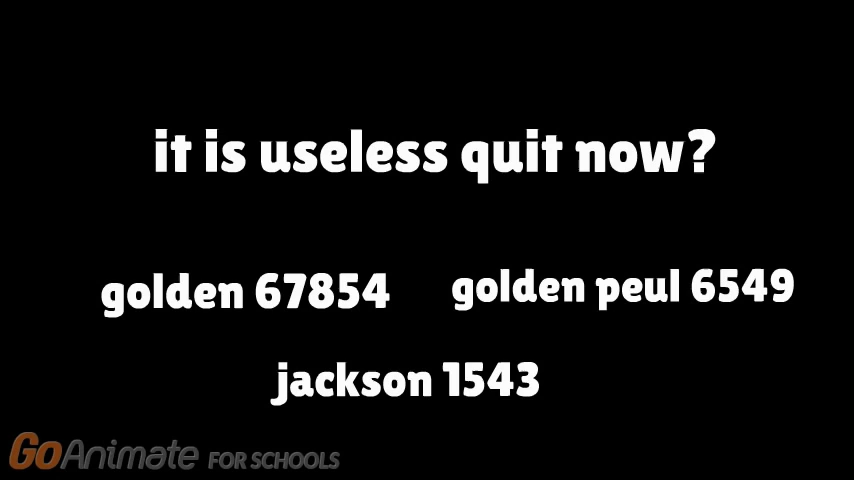 it is useless quit now?
golden 67854
golden peul 6549
jackson 1543
GoAnimate FOR SCHOOLS